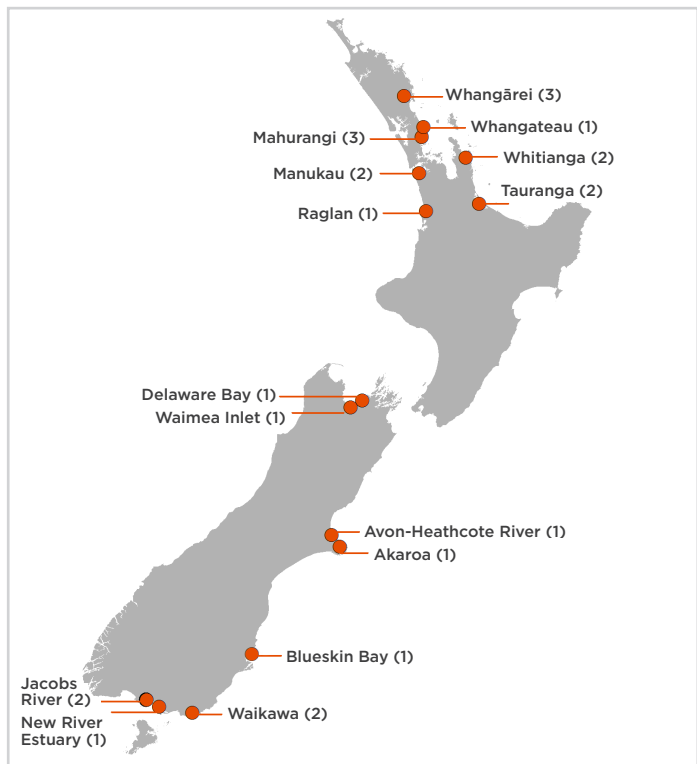 Whangārei (3)
Whangateau (1)
Mahurangi (3)
Whitianga (2)
Manukau (2)
Tauranga (2)
Raglan (1)
Delaware Bay (1)
Waimea Inlet (1)
Avon-Heathcote River (1)
Akaroa (1)
Blueskin Bay (1)
Jacobs
River (2)
New River
Estuary (1)
Waikawa (2)